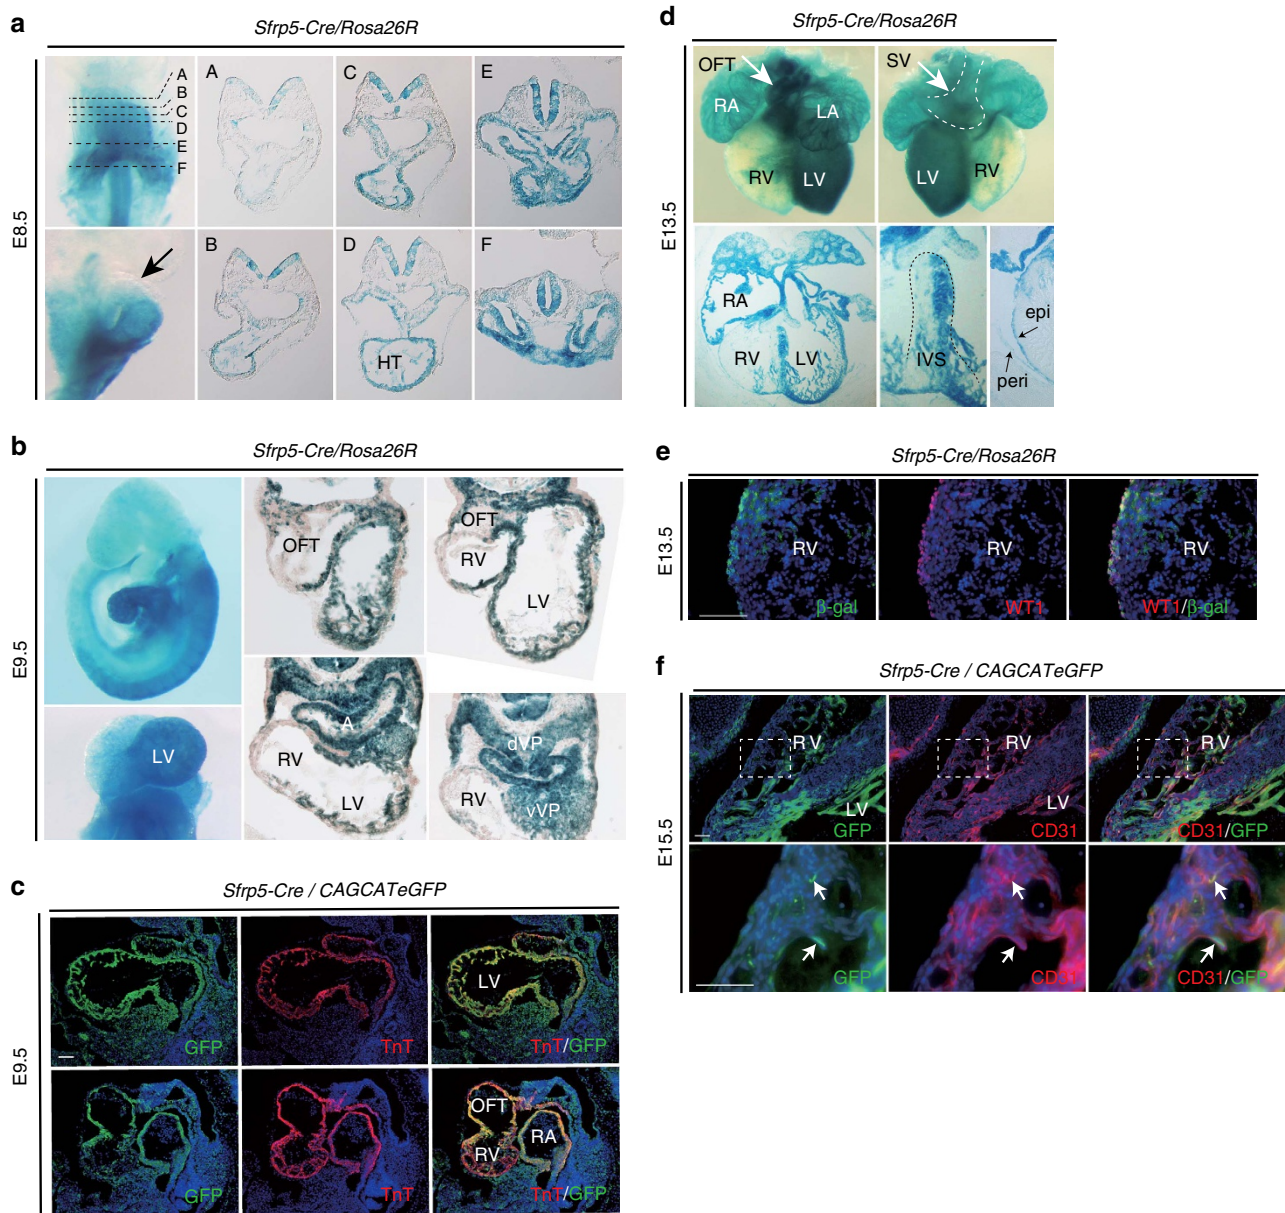 a
Sfrp5-Cre/Rosa26R
E8.5
A
B
C
D
E
F
A
C
E
B
D
HT
F
b
Sfrp5-Cre/Rosa26R
E9.5
OFT
OFT
RV
LV
LV
A
RV
LV
dVP
RV
vVP
c
Sfrp5-Cre / CAGCATeGFP
E9.5
GFP
TnT
LV
TnT/GFP
GFP
TnT
OFT
RA
RV
TnT/GFP
d
Sfrp5-Cre/Rosa26R
E13.5
OFT
RA
LA
RV
LV
SV
LV
RV
RA
RV
LV
IVS
epi
peri
e
Sfrp5-Cre/Rosa26R
E13.5
RV
β-gal
RV
WT1
RV
WT1/β-gal
f
Sfrp5-Cre / CAGCATeGFP
E15.5
RV
LV
GFP
RV
LV
CD31
RV
CD31/GFP
GFP
CD31
CD31/GFP